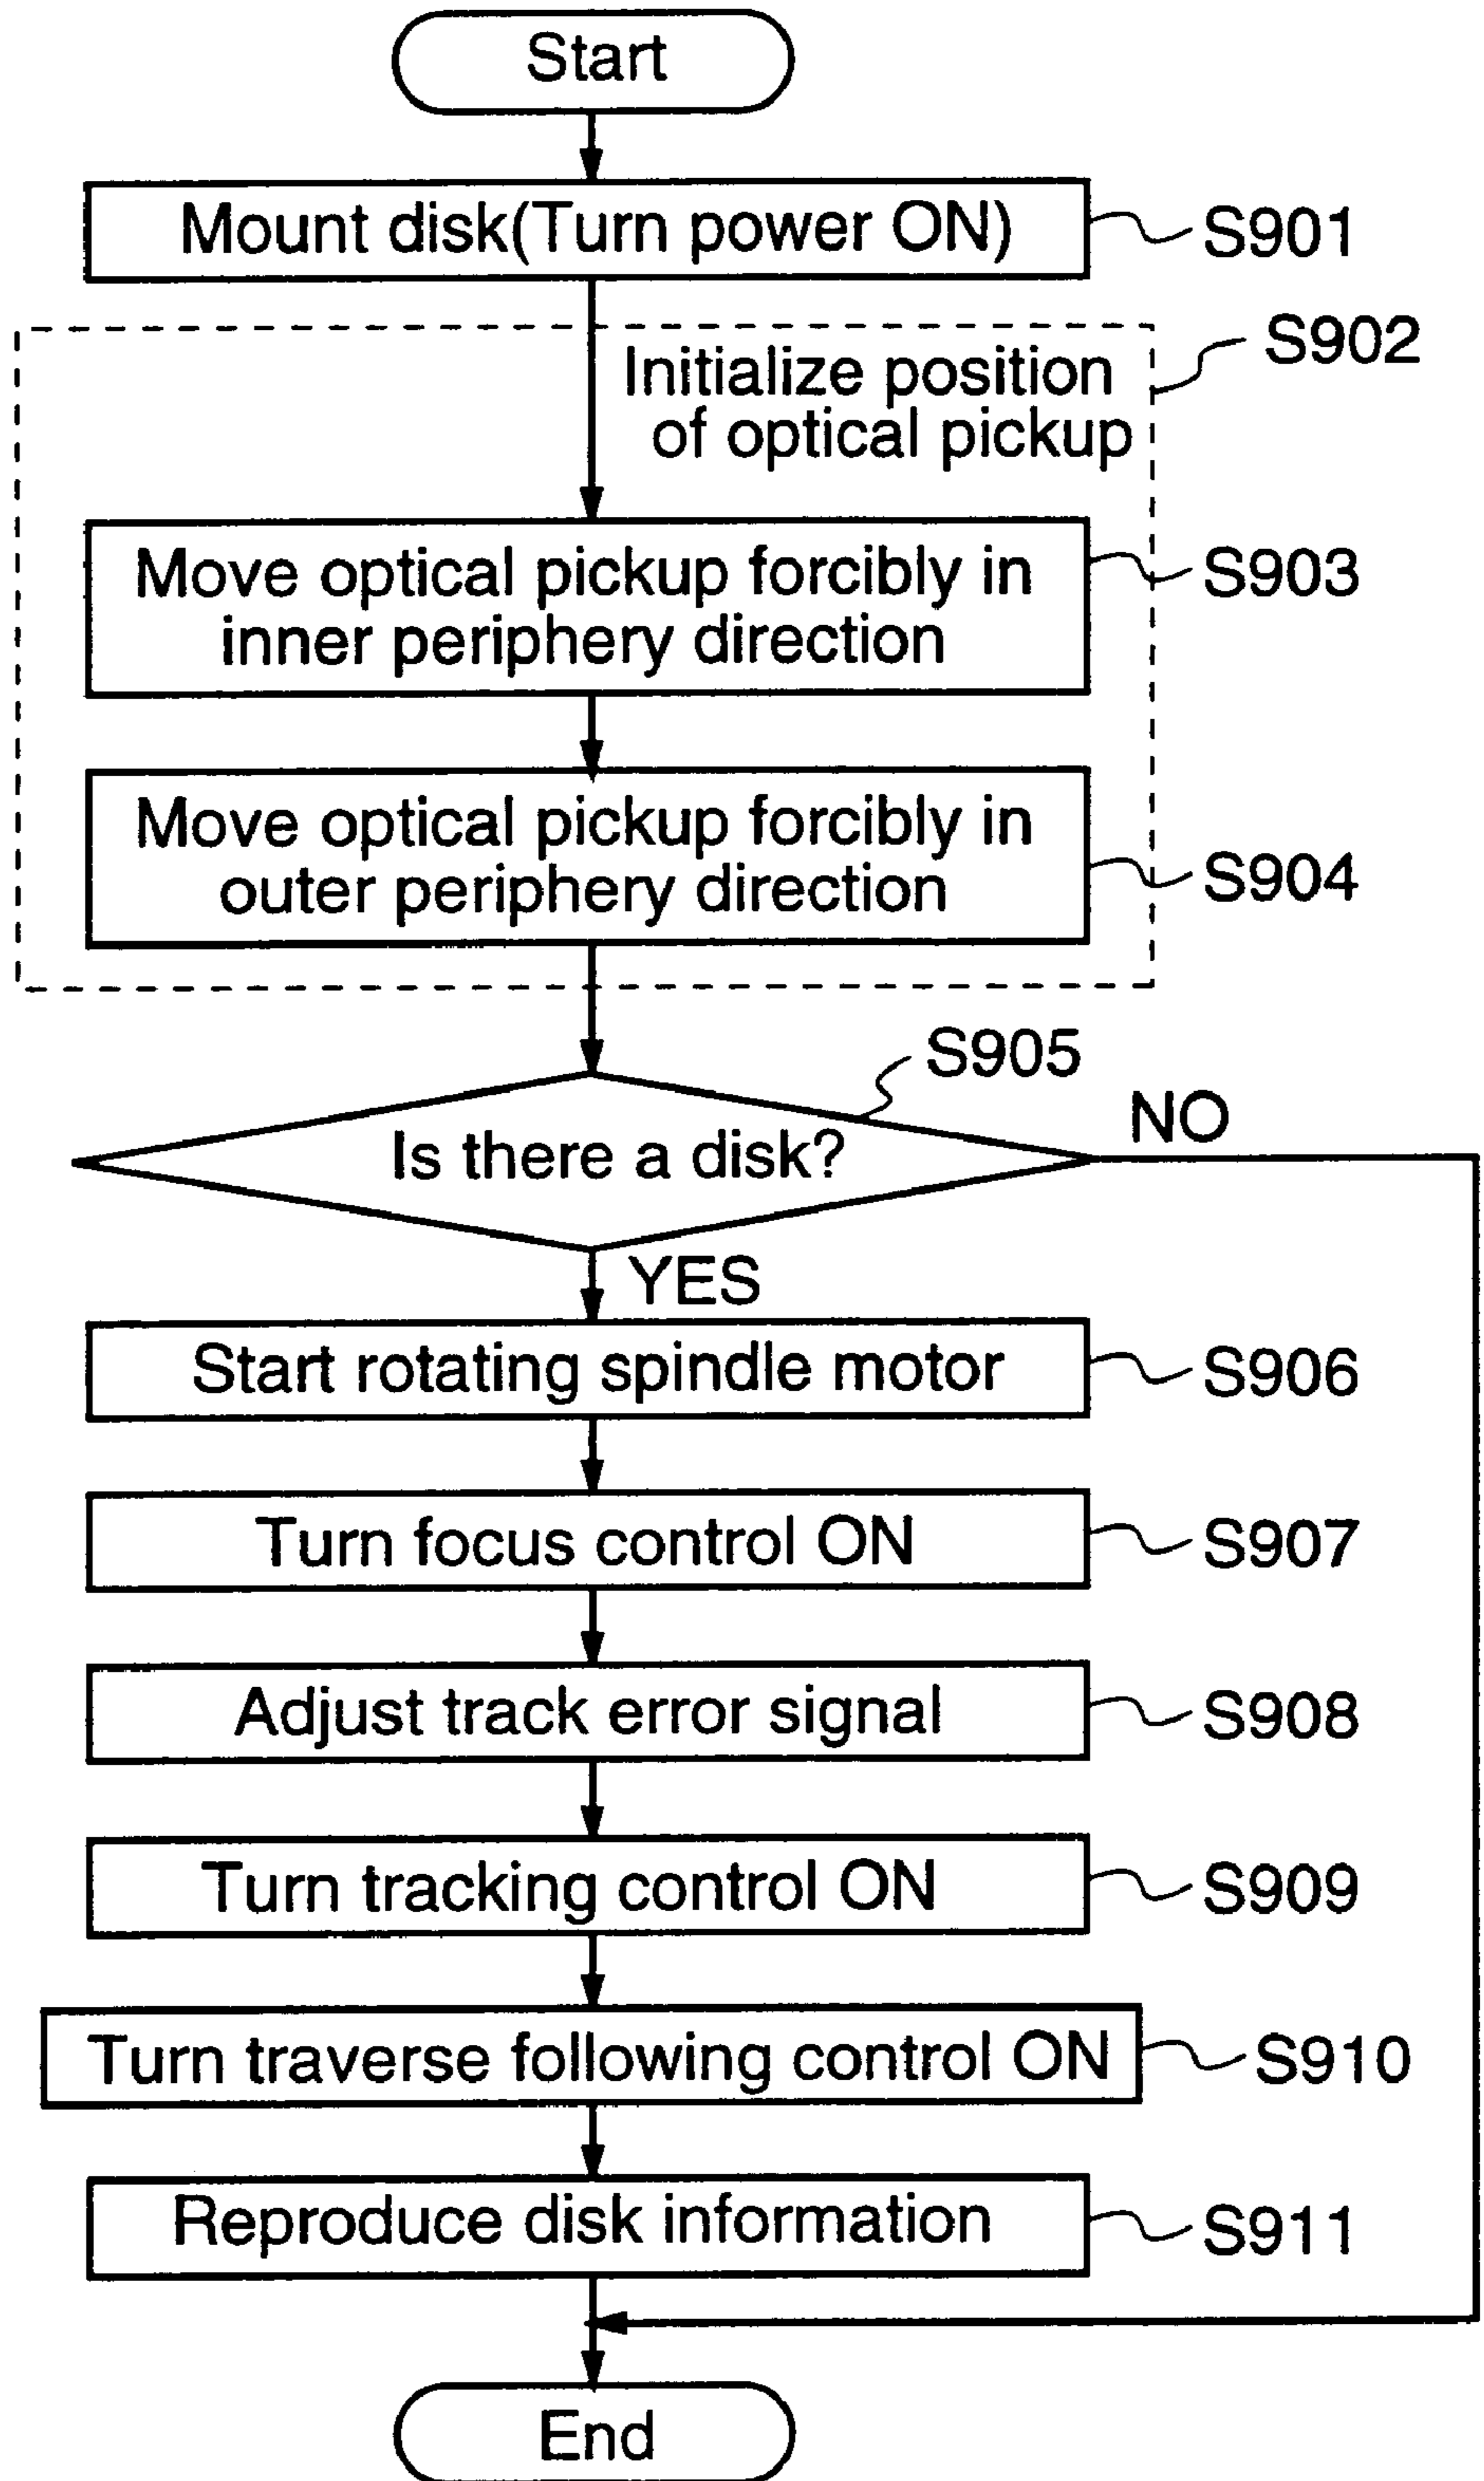 Start
Mount disk(Turn power ON)
S901
S902
Initialize position
of optical pickup
Move optical pickup forcibly in
inner periphery direction
S903
Move optical pickup forcibly in
outer periphery direction
S904
S905
NO
Is there a disk?
YES
Start rotating spindle motor
S906
Turn focus control ON
S907
Adjust track error signal
S908
Turn tracking control ON
S909
Turn traverse following control ON
S910
Reproduce disk information
S911
End